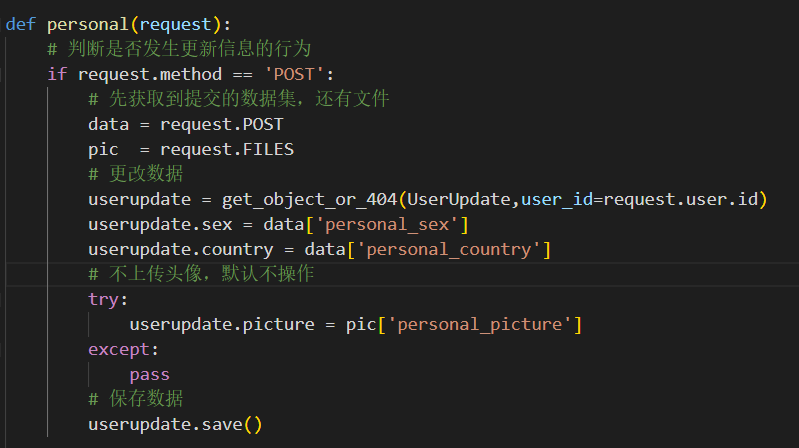 def personal(request):
    # 判断是否发生更新信息的行为
    if request.method == 'POST':
        # 先获取到提交的数据集，还有文件
        data = request.POST
        pic  = request.FILES
        # 更改数据
        userupdate = get_object_or_404(UserUpdate,user_id=request.user.id)
        userupdate.sex = data['personal_sex']
        userupdate.country = data['personal_country']
        # 不上传头像，默认不操作
        try:
            userupdate.picture = pic['personal_picture']
        except:
            pass
        # 保存数据
        userupdate.save()